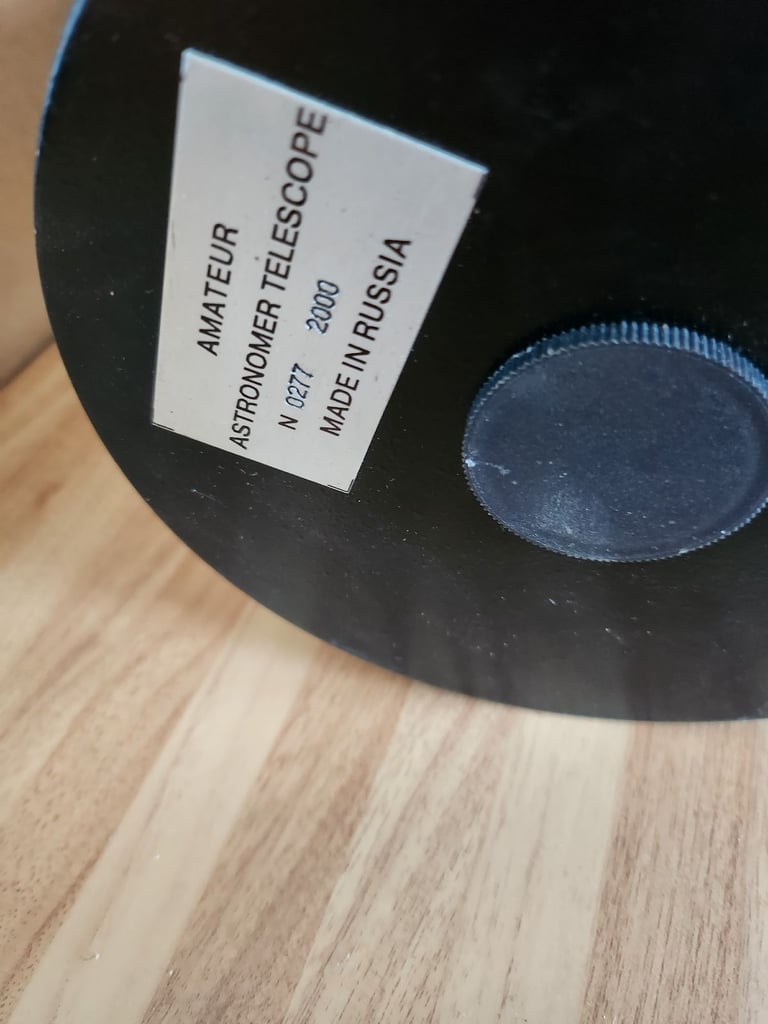 AMATEUR
ASTRONOMER TELESCOPE
N 0277 2000
MADE IN RUSSIA